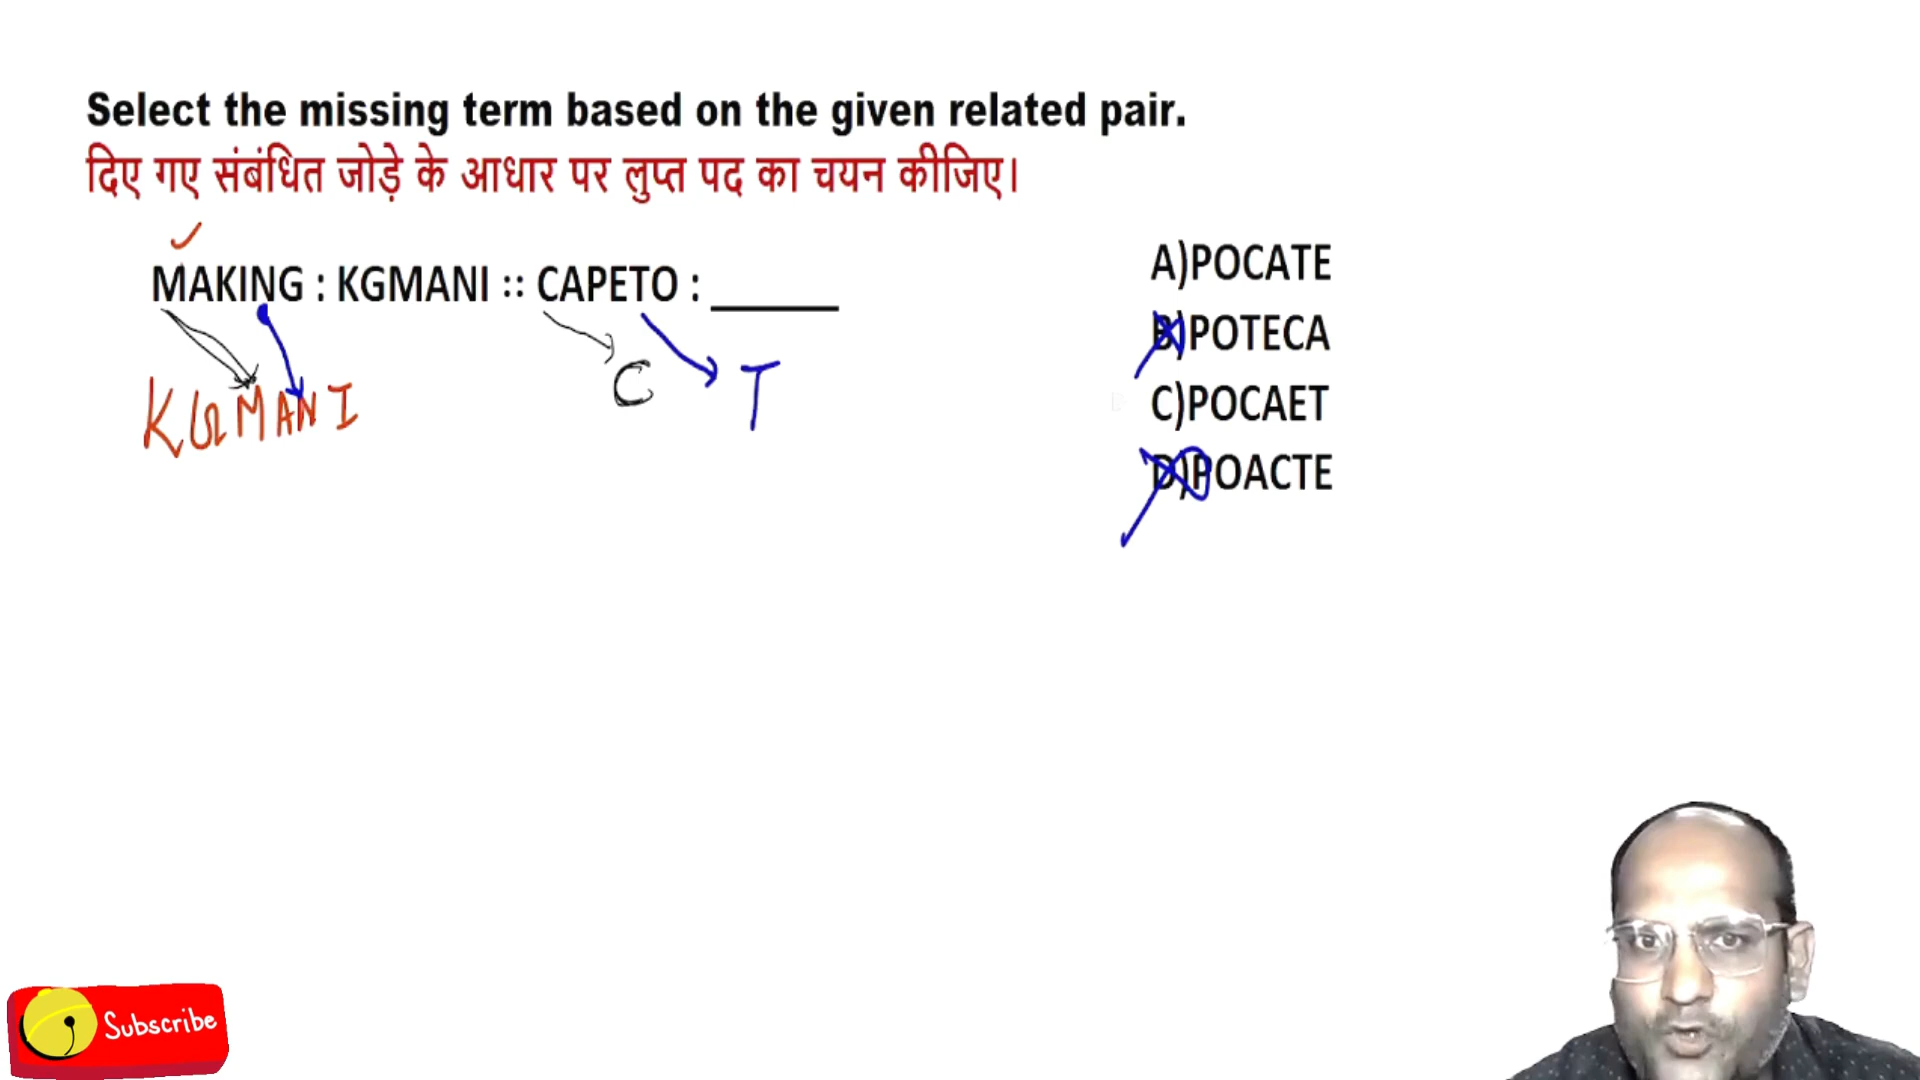 Select the missing term based on the given related pair.
दिए गए संबंधित जोड़े के आधार पर लुप्त पद का चयन कीजिए।
MAKING : KGMANI :: CAPETO : ______
KGMANI
C
T
A)POCATE
B)POTECA
C)POCAET
D)POACTE
Subscribe